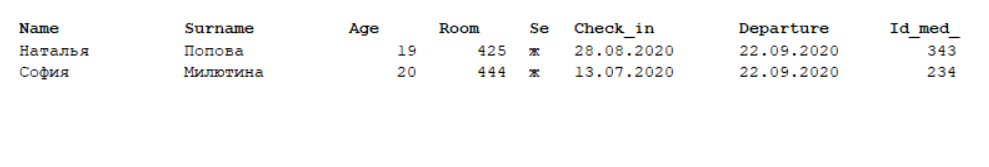 Name Surname Age Room Se Check_in Departure Id_med_
Наталья Попова 19 425 ж 28.08.2020 22.09.2020 343
София Милютина 20 444 ж 13.07.2020 22.09.2020 234